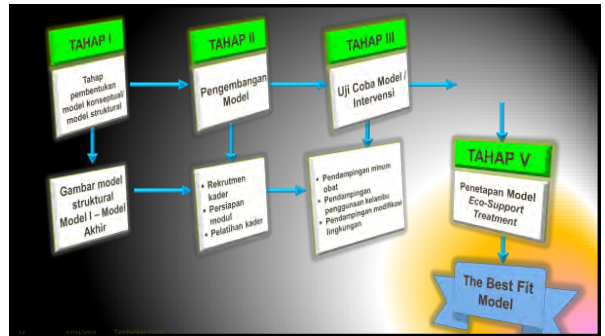 TAHAP I
Tahap
pembentukan
model konseptual/
model struktural
TAHAP II
Pengembangan
Model
TAHAP III
Uji Coba Model /
Intervensi
Gambar model
struktural
Model I – Model
Akhir
• Rekrutmen
kader
• Persiapan
modul
• Pelatihan kader
• Pendampingan minum
obat
• Pendampingan
penggunaan kelambu
• Pendampingan modifikasi
lingkungan
TAHAP V
Penetapan Model
Eco-Support
Treatment
The Best Fit
Model